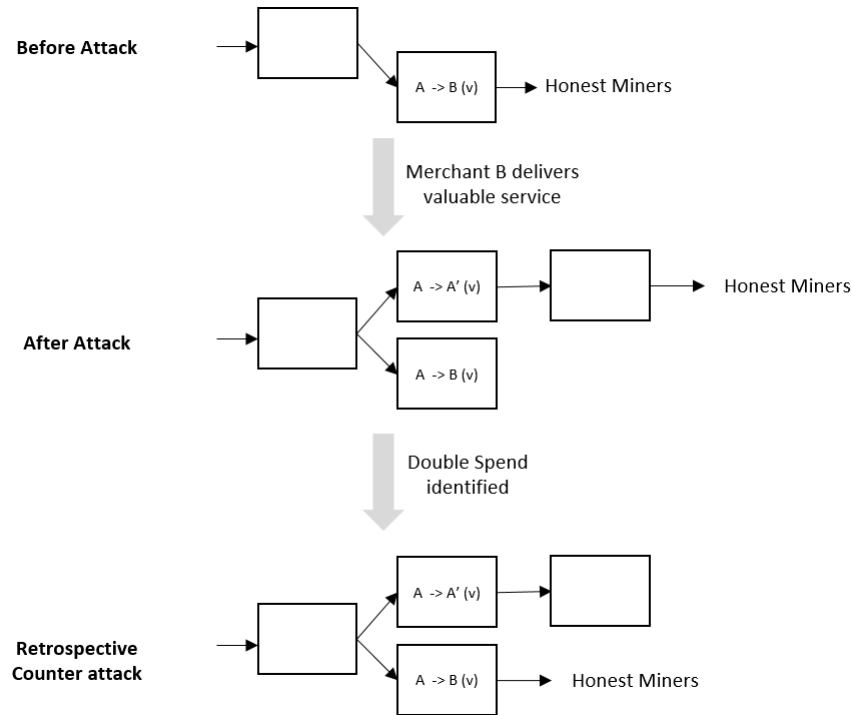 Before Attack
A -> B (v)
Honest Miners
Merchant B delivers
valuable service
A -> A’ (v)
Honest Miners
After Attack
A -> B (v)
Double Spend
identified
A -> A’ (v)
Retrospective
Counter attack
A -> B (v)
Honest Miners